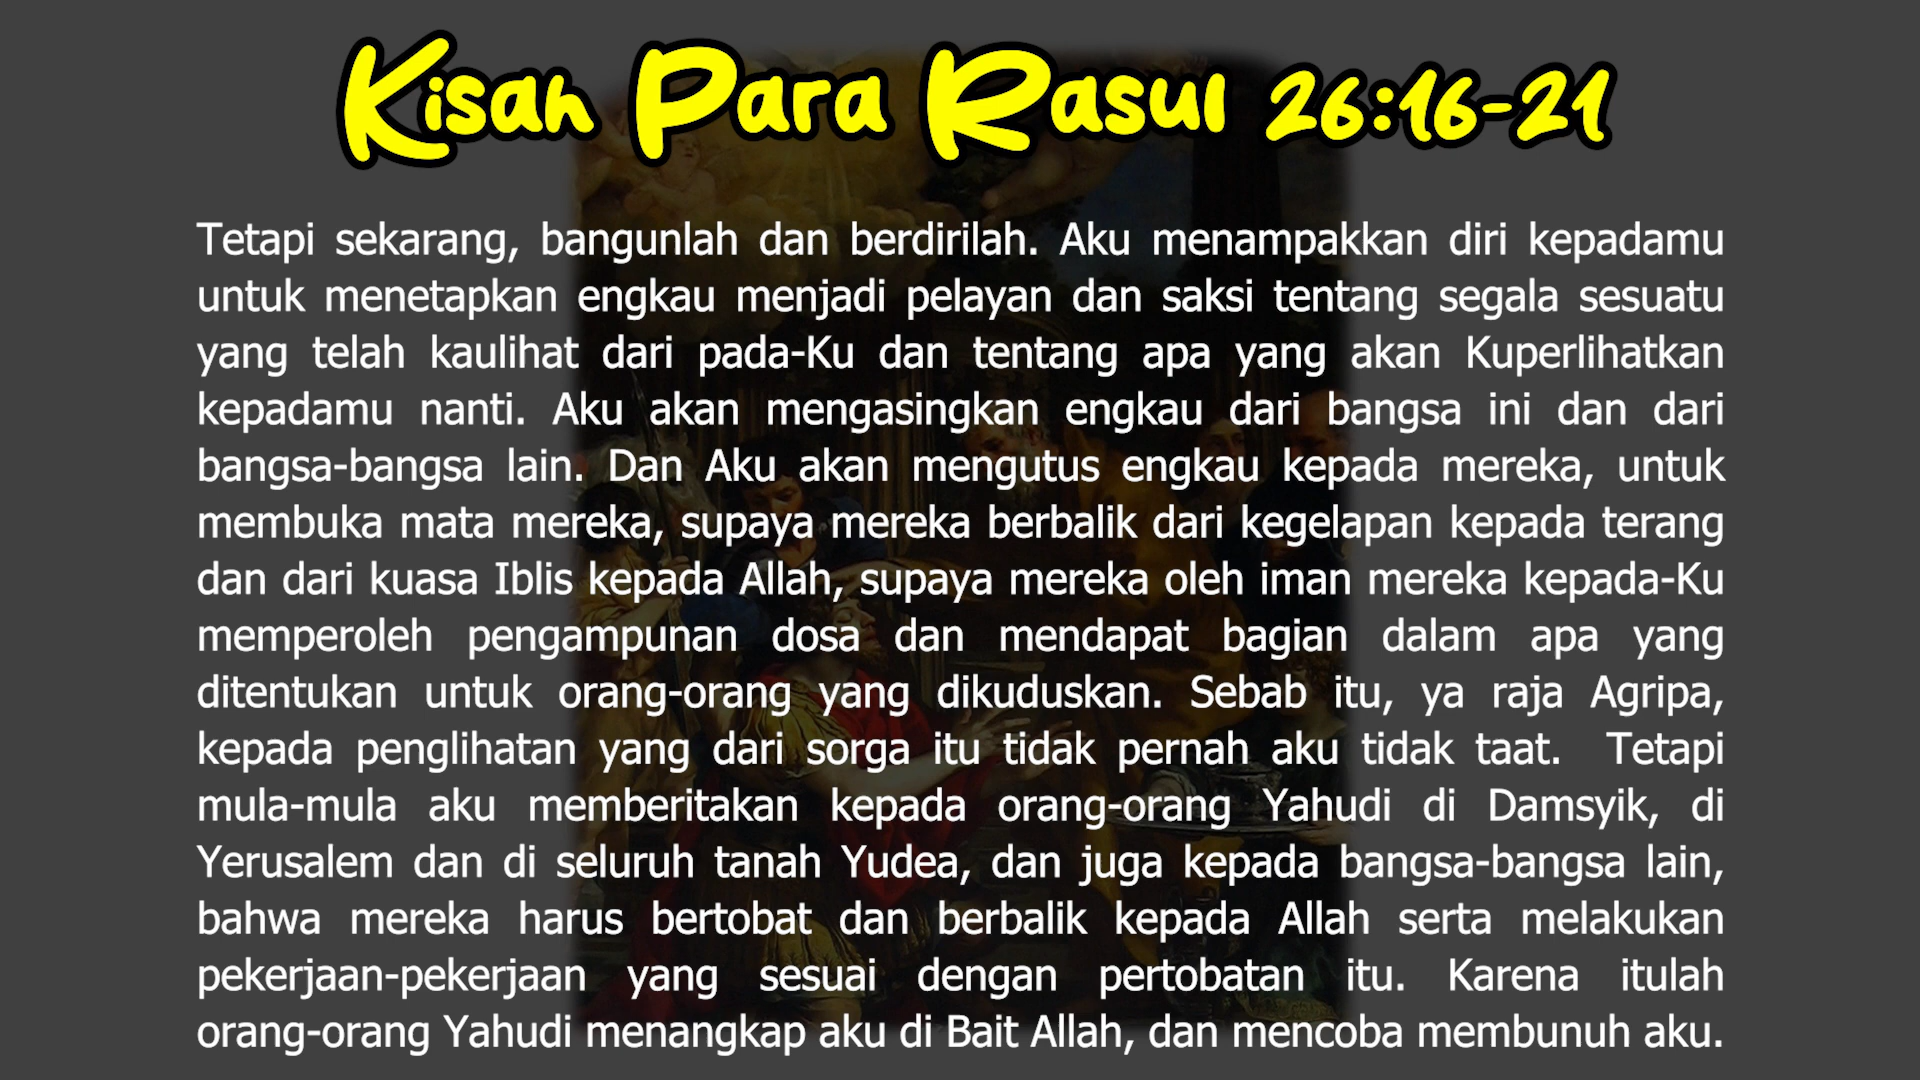 Kisah Para Rasul 26:16-21
Tetapi sekarang, bangunlah dan berdirilah. Aku menampakkan diri kepadamu
untuk menetapkan engkau menjadi pelayan dan saksi tentang segala sesuatu
yang telah kaulihat dari pada-Ku dan tentang apa yang akan Kuperlihatkan
kepadamu nanti. Aku akan mengasingkan engkau dari bangsa ini dan dari
bangsa-bangsa lain. Dan Aku akan mengutus engkau kepada mereka, untuk
membuka mata mereka, supaya mereka berbalik dari kegelapan kepada terang
dan dari kuasa Iblis kepada Allah, supaya mereka oleh iman mereka kepada-Ku
memperoleh pengampunan dosa dan mendapat bagian dalam apa yang
ditentukan untuk orang-orang yang dikuduskan. Sebab itu, ya raja Agripa,
kepada penglihatan yang dari sorga itu tidak pernah aku tidak taat. Tetapi
mula-mula aku memberitakan kepada orang-orang Yahudi di Damsyik, di
Yerusalem dan di seluruh tanah Yudea, dan juga kepada bangsa-bangsa lain,
bahwa mereka harus bertobat dan berbalik kepada Allah serta melakukan
pekerjaan-pekerjaan yang sesuai dengan pertobatan itu. Karena itulah
orang-orang Yahudi menangkap aku di Bait Allah, dan mencoba membunuh aku.